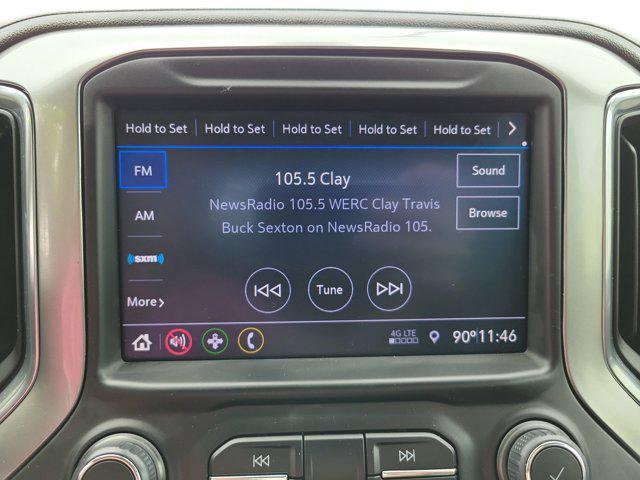 Hold to Set Hold to Set Hold to Set Hold to Set Hold to Set
FM
105.5 Clay
Sound
NewsRadio 105.5 WERC Clay Travis
AM
Browse
Buck Sexton on NewsRadio 105.
sxm
More
Tune
4G LTE
90° 11:46